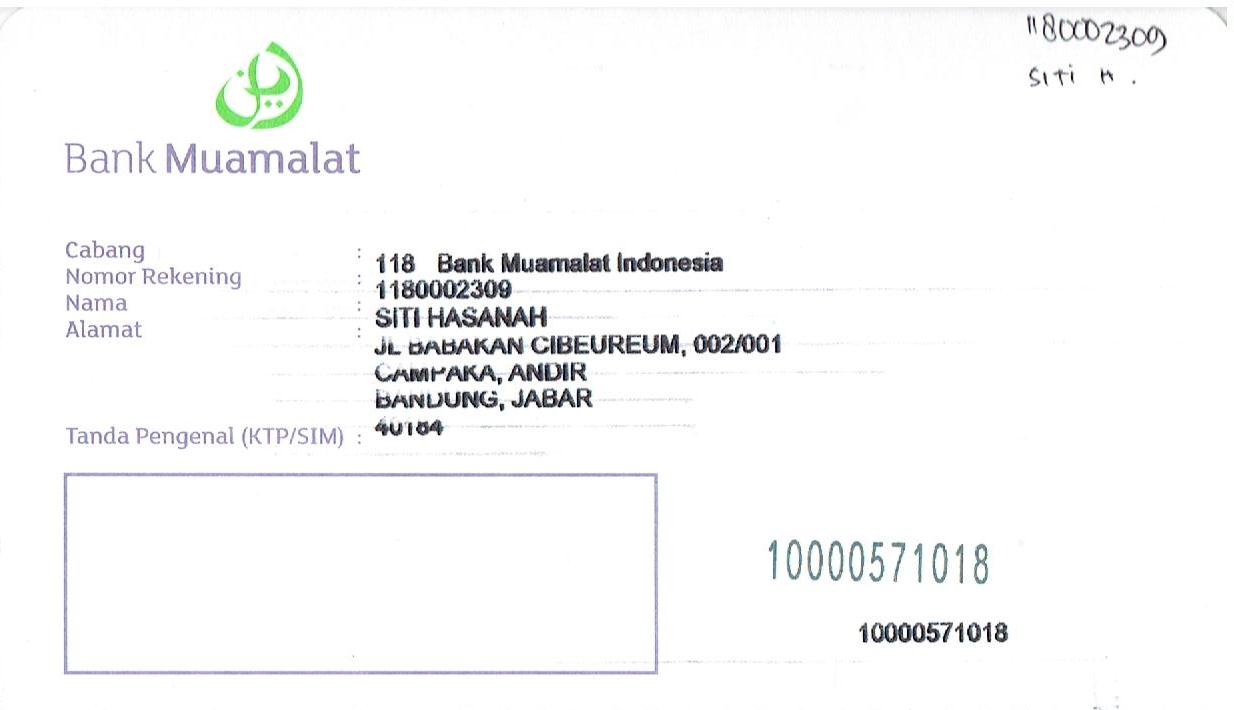 1180002309
SITI H.
Bank Muamalat
Cabang : 118 Bank Muamalat Indonesia
Nomor Rekening : 1180002309
Nama : SITI HASANAH
Alamat : JL BABAKAN CIBEUREUM, 002/001
CAMPAKA, ANDIR
BANDUNG, JABAR
40184
Tanda Pengenal (KTP/SIM) :
10000571018
10000571018